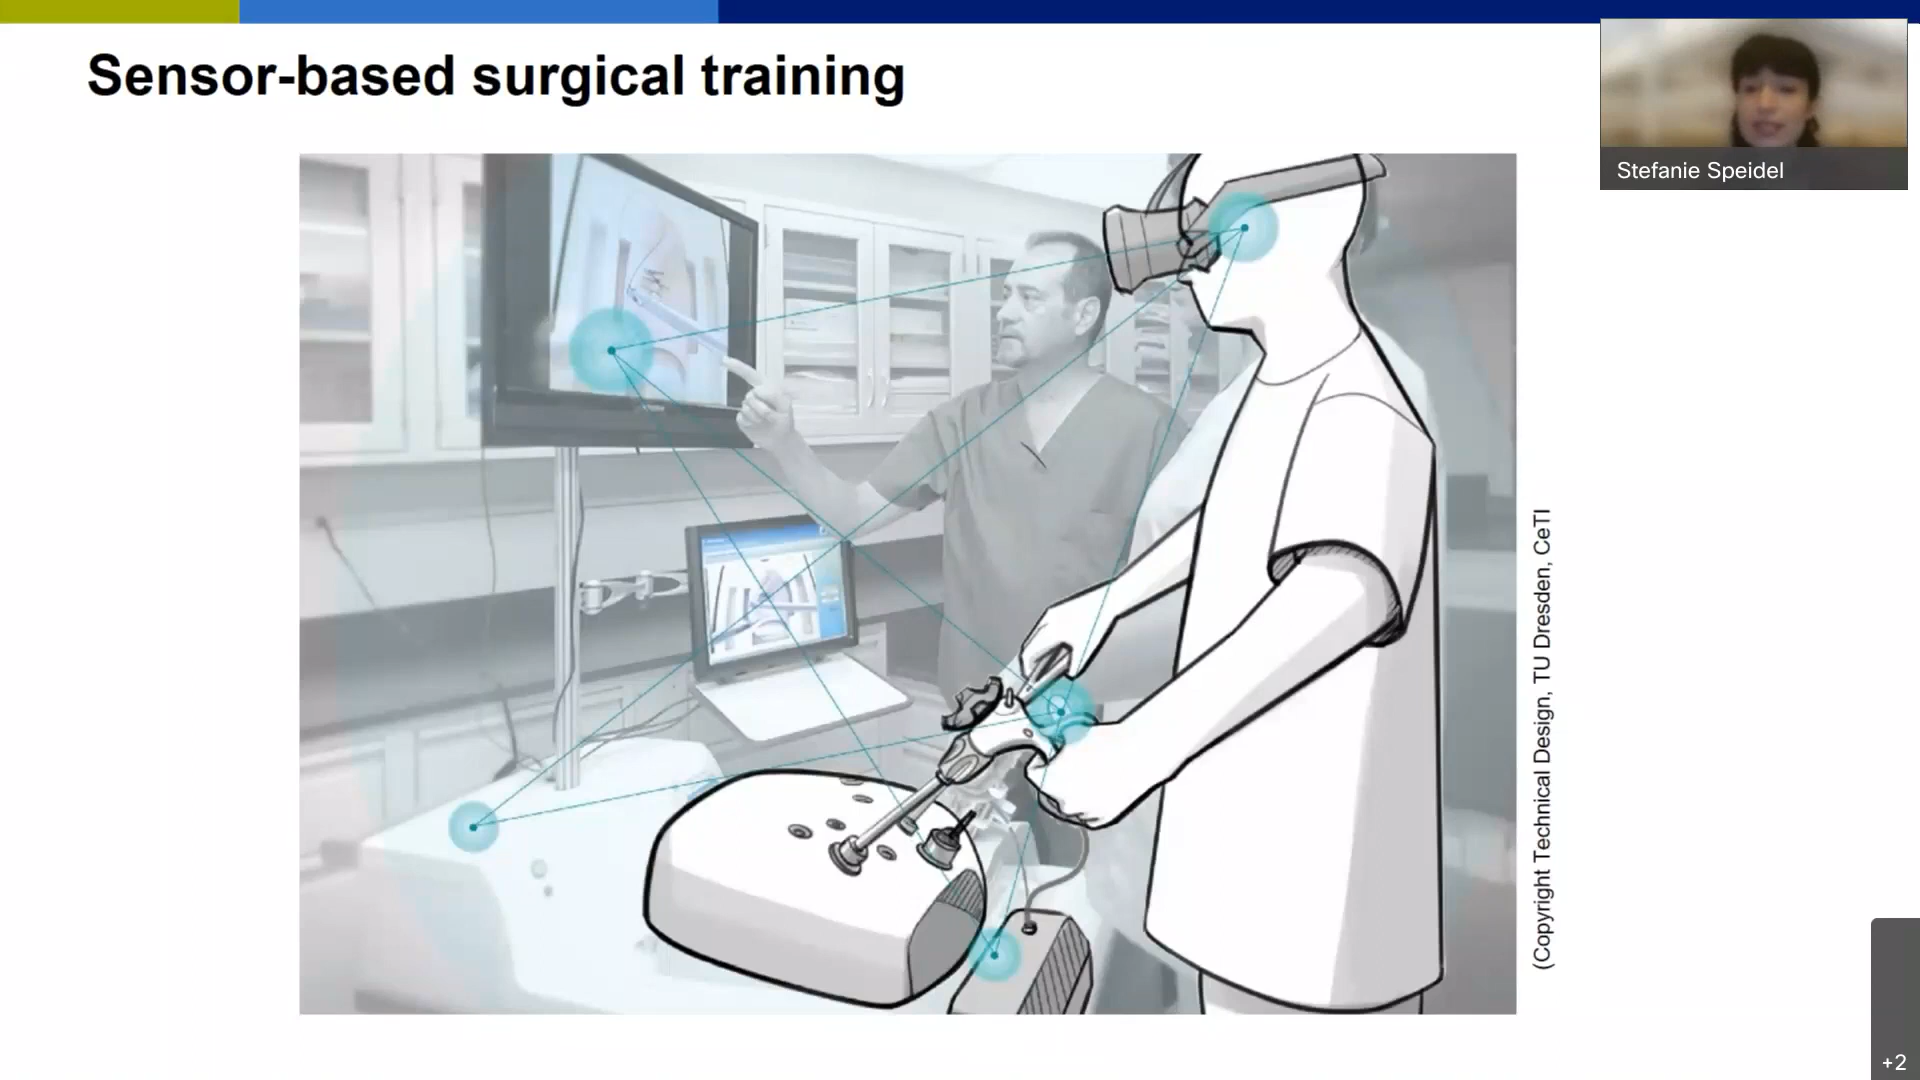 Sensor-based surgical training
Stefanie Speidel
(Copyright Technical Design, TU Dresden, CeTI
+2